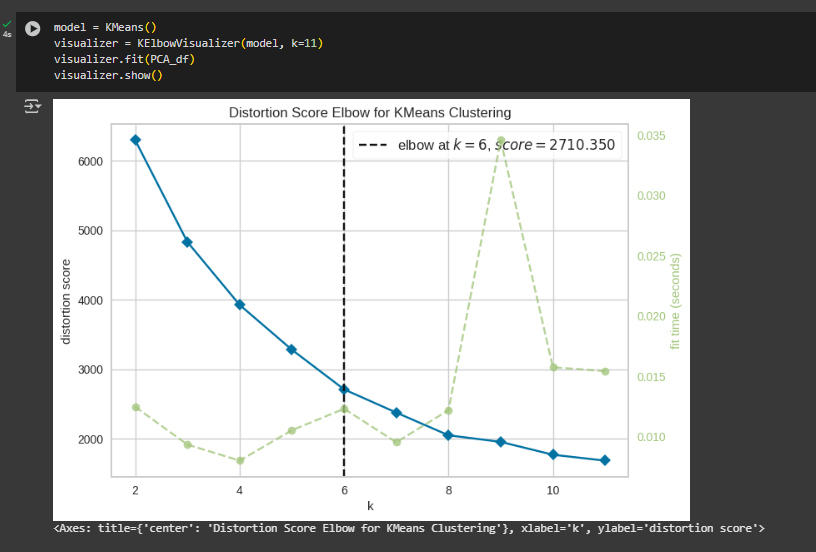 4s
model = KMeans()
visualizer = KElbowVisualizer(model, k=11)
visualizer.fit(PCA_df)
visualizer.show()
Distortion Score Elbow for KMeans Clustering
elbow at k = 6, score = 2710.350
6000
5000
4000
3000
2000
distortion score
0.035
0.030
0.025
0.020
0.015
0.010
fit time (seconds)
2 4 6 8 10
k
<Axes: title={'center': 'Distortion Score Elbow for KMeans Clustering'}, xlabel='k', ylabel='distortion score'>